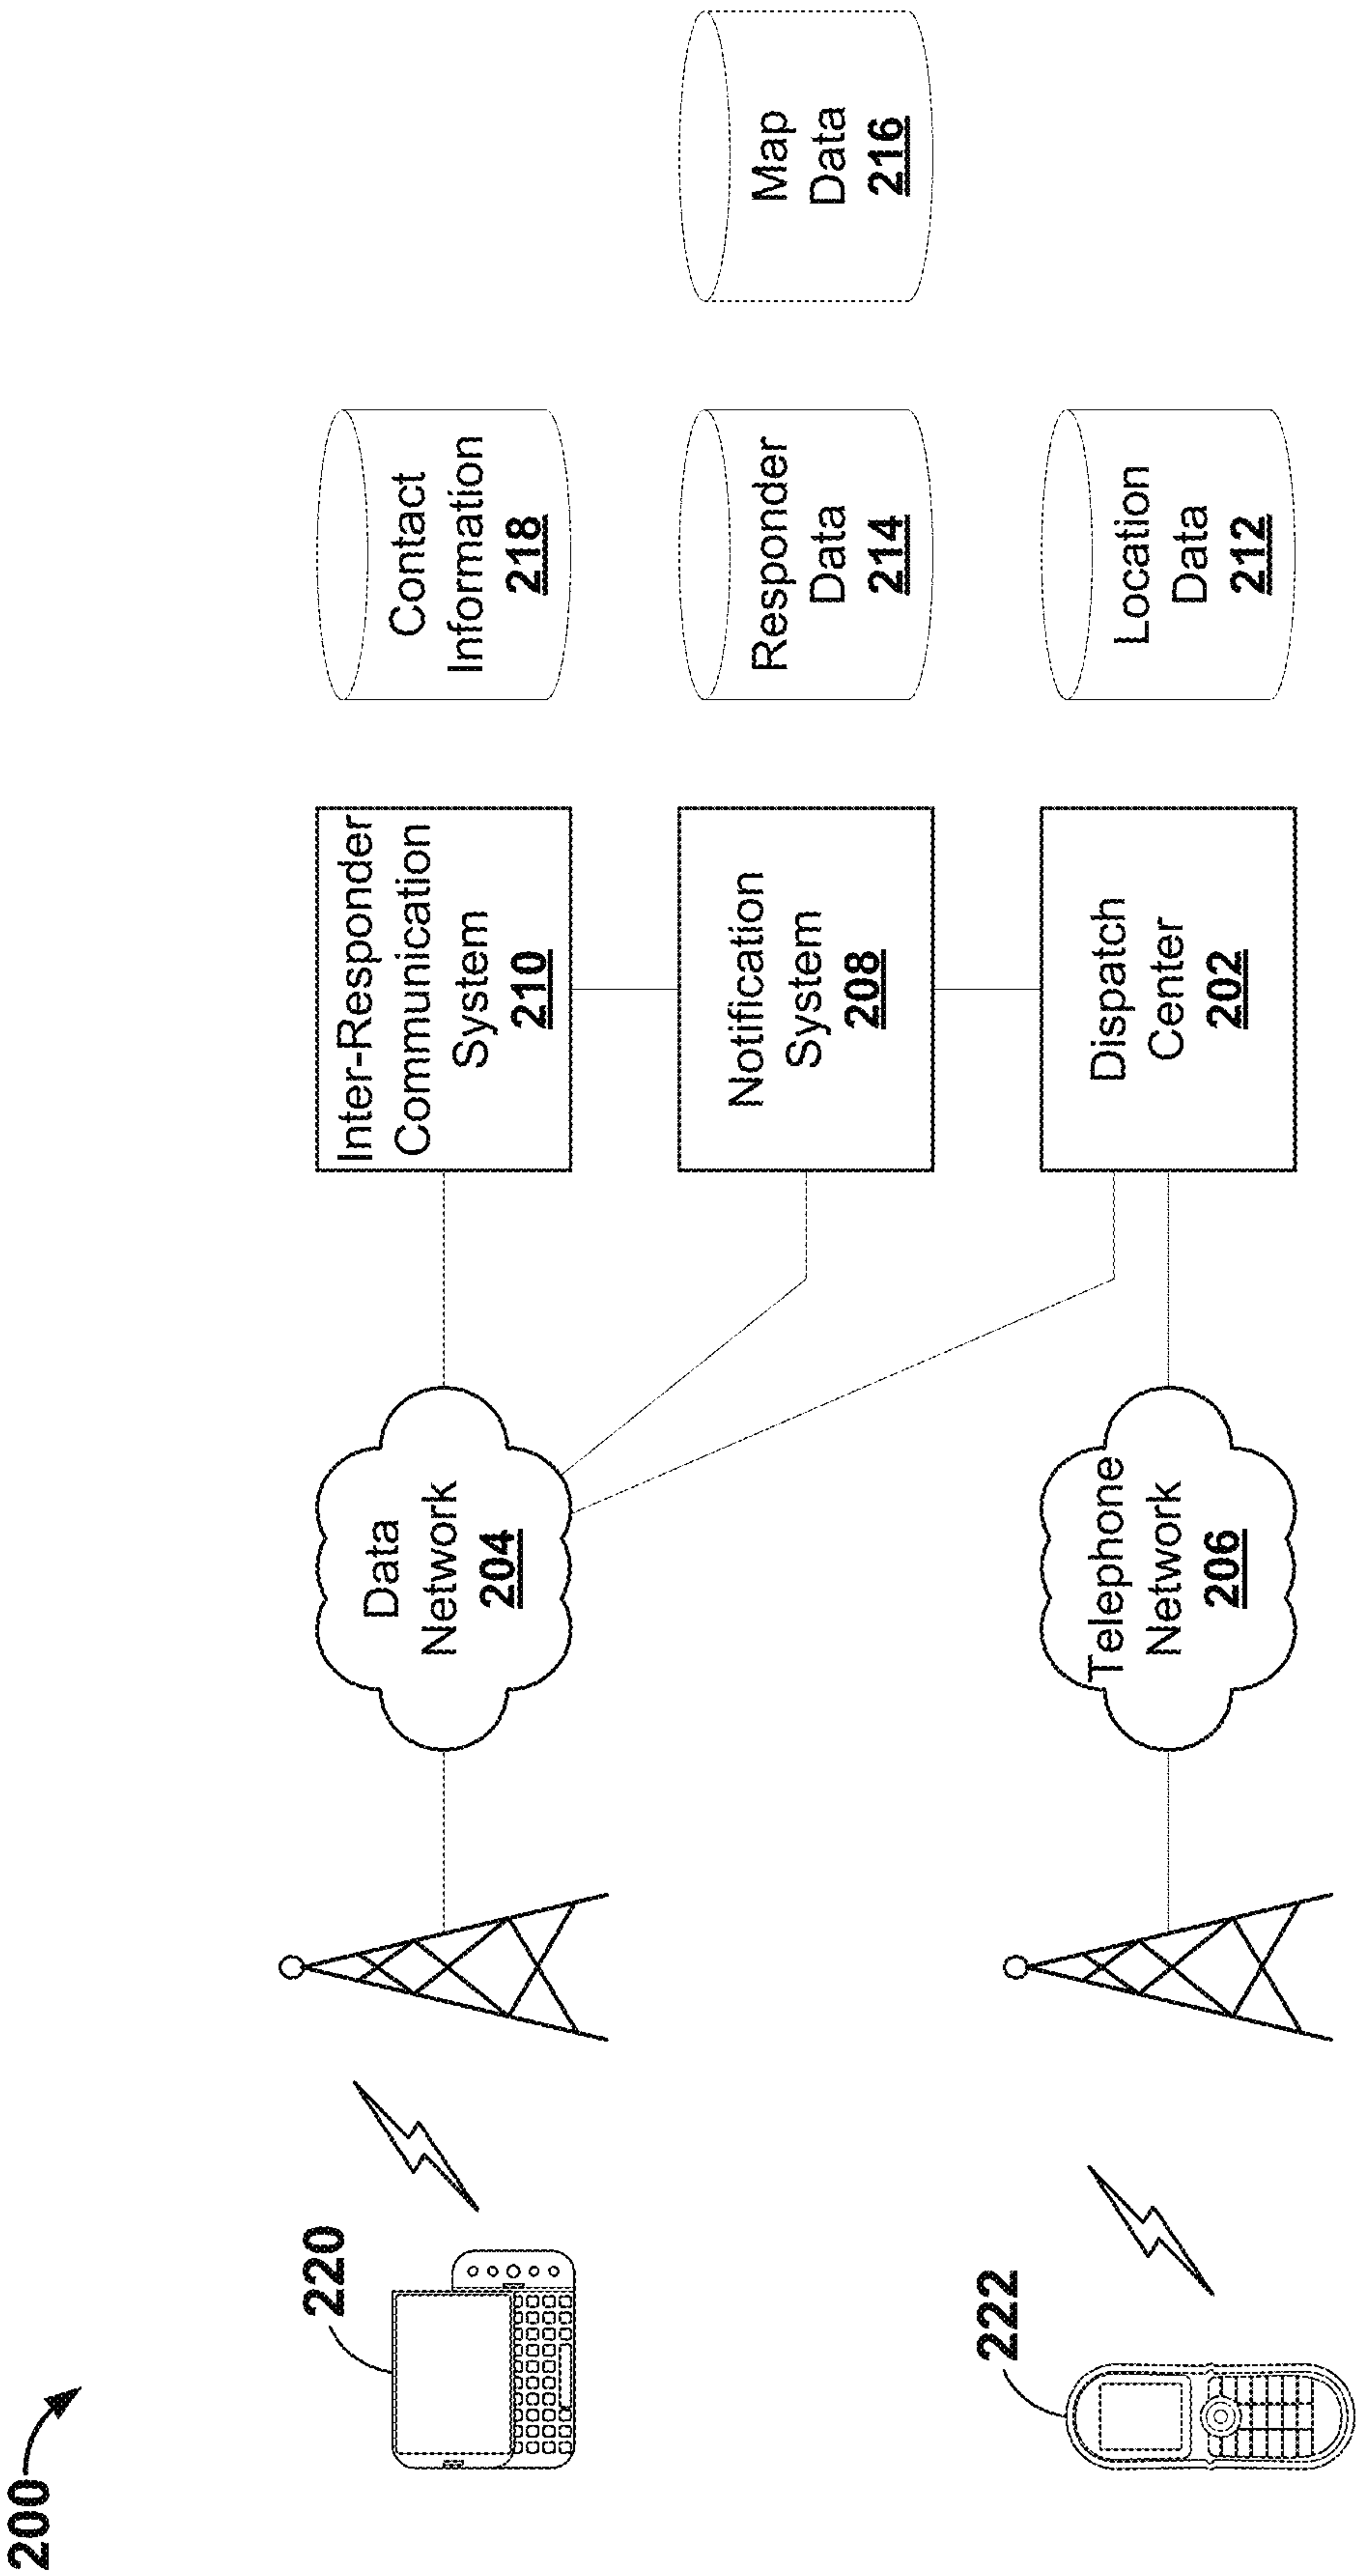 200
220
Data
Network
204
Inter-Responder
Communication
System
210
Contact
Information
218
Notification
System
208
Responder
Data
214
Map
Data
216
222
Telephone
Network
206
Dispatch
Center
202
Location
Data
212